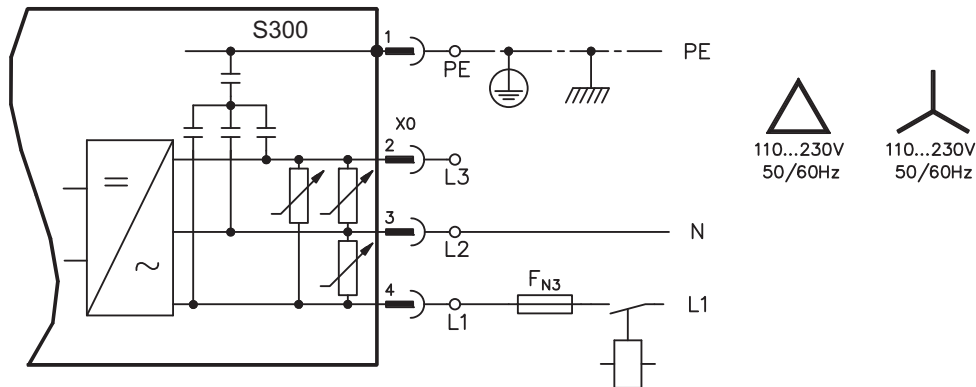 S300
1
PE
PE
X0
2
L3
3
L2
N
4
L1
F N3
L1
110...230V
50/60Hz
110...230V
50/60Hz